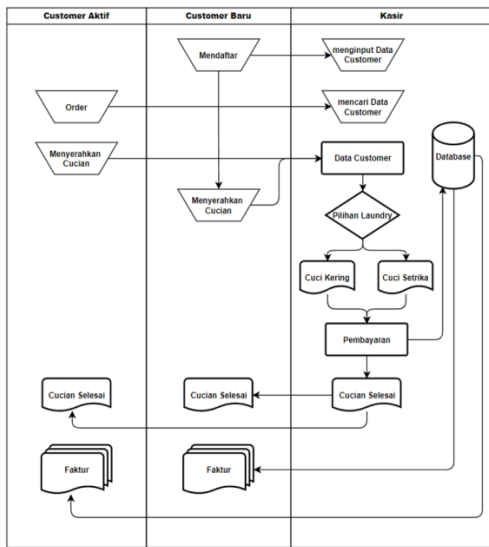 Customer Aktif
Customer Baru
Kasir
Mendaftar
menginput Data
Customer
Order
mencari Data
Customer
Menyerahkan
Cucian
Data Customer
Database
Menyerahkan
Cucian
Pilihan Laundry
Cuci Kering
Cuci Setrika
Pembayaran
Cucian Selesai
Cucian Selesai
Cucian Selesai
Faktur
Faktur